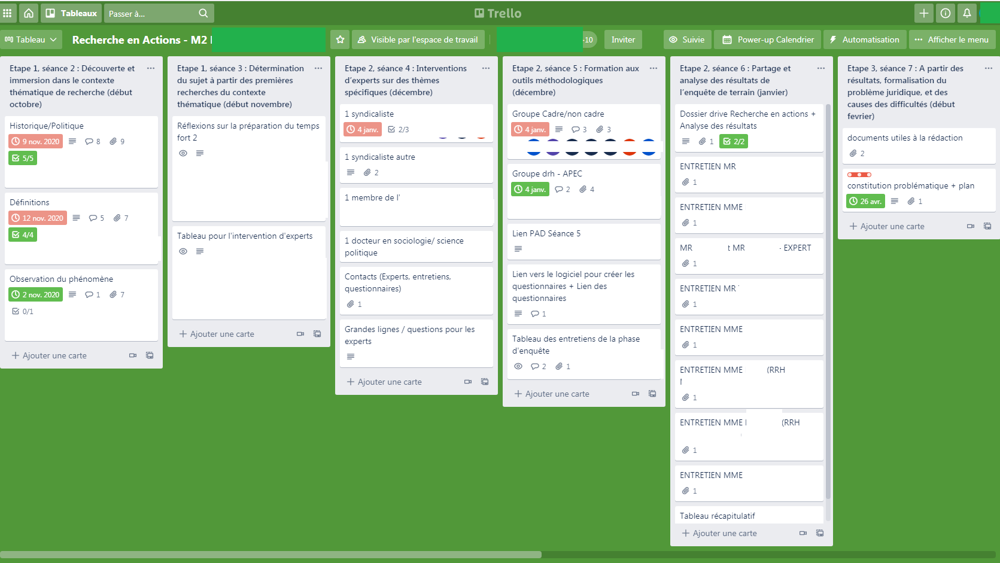 Tableaux
Passer à...
Trello
Tableau
Recherche en Actions - M2
Visible par l'espace de travail
-10
Inviter
Suivie
Power-up Calendrier
Automatisation
Afficher le menu
Etape 1, séance 2 : Découverte et
immersion dans le contexte
thématique de recherche (début
octobre)
Historique/Politique
9 nov. 2020 8 9
5/5
Définitions
12 nov. 2020 5 7
4/4
Observation du phénomène
2 nov. 2020 1 7
0/1
+ Ajouter une carte
Etape 1, séance 3 : Détermination
du sujet à partir des premières
recherches du contexte
thématique (début novembre)
Réflexions sur la préparation du temps
fort 2
Tableau pour l'intervention d'experts
+ Ajouter une carte
Etape 2, séance 4 : Interventions
d'experts sur des thèmes
spécifiques (décembre)
1 syndicaliste
4 janv. 2/3
1 syndicaliste autre
2
1 membre de l'
1 docteur en sociologie/ science
politique
Contacts (Experts, entretiens,
questionnaires)
1
Grandes lignes / questions pour les
experts
+ Ajouter une carte
Etape 2, séance 5 : Formation aux
outils méthodologiques
(décembre)
Groupe Cadre/non cadre
4 janv. 3 3
Groupe drh - APEC
4 janv. 2 4
Lien PAD Séance 5
Lien vers le logiciel pour créer les
questionnaires + Lien des
questionnaires
1
Tableau des entretiens de la phase
d'enquête
2 1
+ Ajouter une carte
Etape 2, séance 6 : Partage et
analyse des résultats de
l'enquête de terrain (janvier)
Dossier drive Recherche en actions +
Analyse des résultats
1 2/2
ENTRETIEN MR
1
ENTRETIEN MME
1
MR t MR - EXPERT
1
ENTRETIEN MR
1
ENTRETIEN MME
1
ENTRETIEN MME (RRH
1
ENTRETIEN MME (RRH
1
ENTRETIEN MME
1
Tableau récapitulatif
+ Ajouter une carte
Etape 3, séance 7 : A partir des
résultats, formalisation du
problème juridique, et des
causes des difficultés (début
fevrier)
documents utiles à la rédaction
2
constitution problématique + plan
26 avr. 1
+ Ajouter une carte